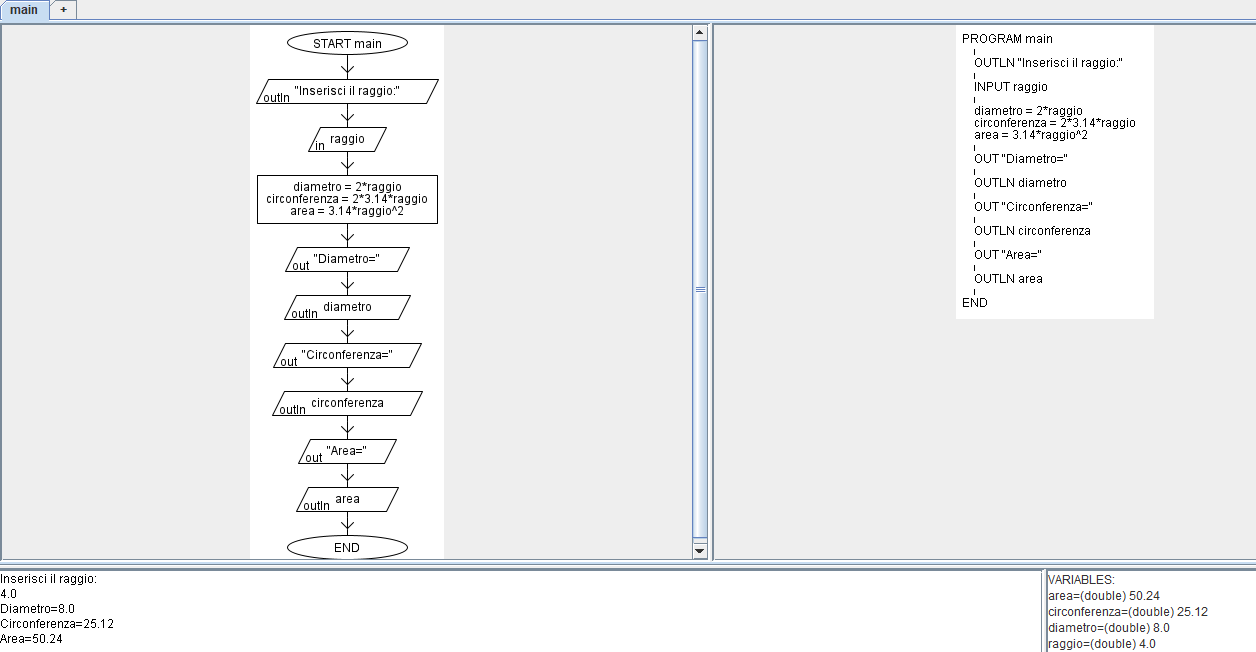 main
+
START main
"Inserisci il raggio:"
outln
raggio
in
diametro = 2*raggio
circonferenza = 2*3.14*raggio
area = 3.14*raggio^2
"Diametro="
out
diametro
outln
"Circonferenza="
out
circonferenza
outln
"Area="
out
area
outln
END
PROGRAM main
OUTLN "Inserisci il raggio:"
INPUT raggio
diametro = 2*raggio
circonferenza = 2*3.14*raggio
area = 3.14*raggio^2
OUT "Diametro="
OUTLN diametro
OUT "Circonferenza="
OUTLN circonferenza
OUT "Area="
OUTLN area
END
Inserisci il raggio:
4.0
Diametro=8.0
Circonferenza=25.12
Area=50.24
VARIABLES:
area=(double) 50.24
circonferenza=(double) 25.12
diametro=(double) 8.0
raggio=(double) 4.0